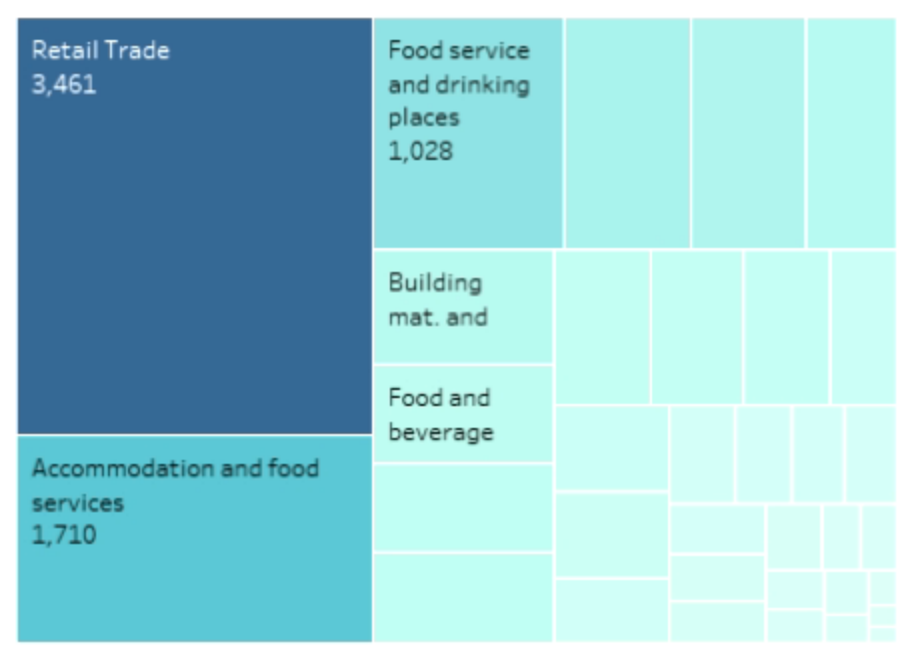 Retail Trade
3,461
Food service
and drinking
places
1,028
Building
mat. and
Food and
beverage
Accommodation and food
services
1,710